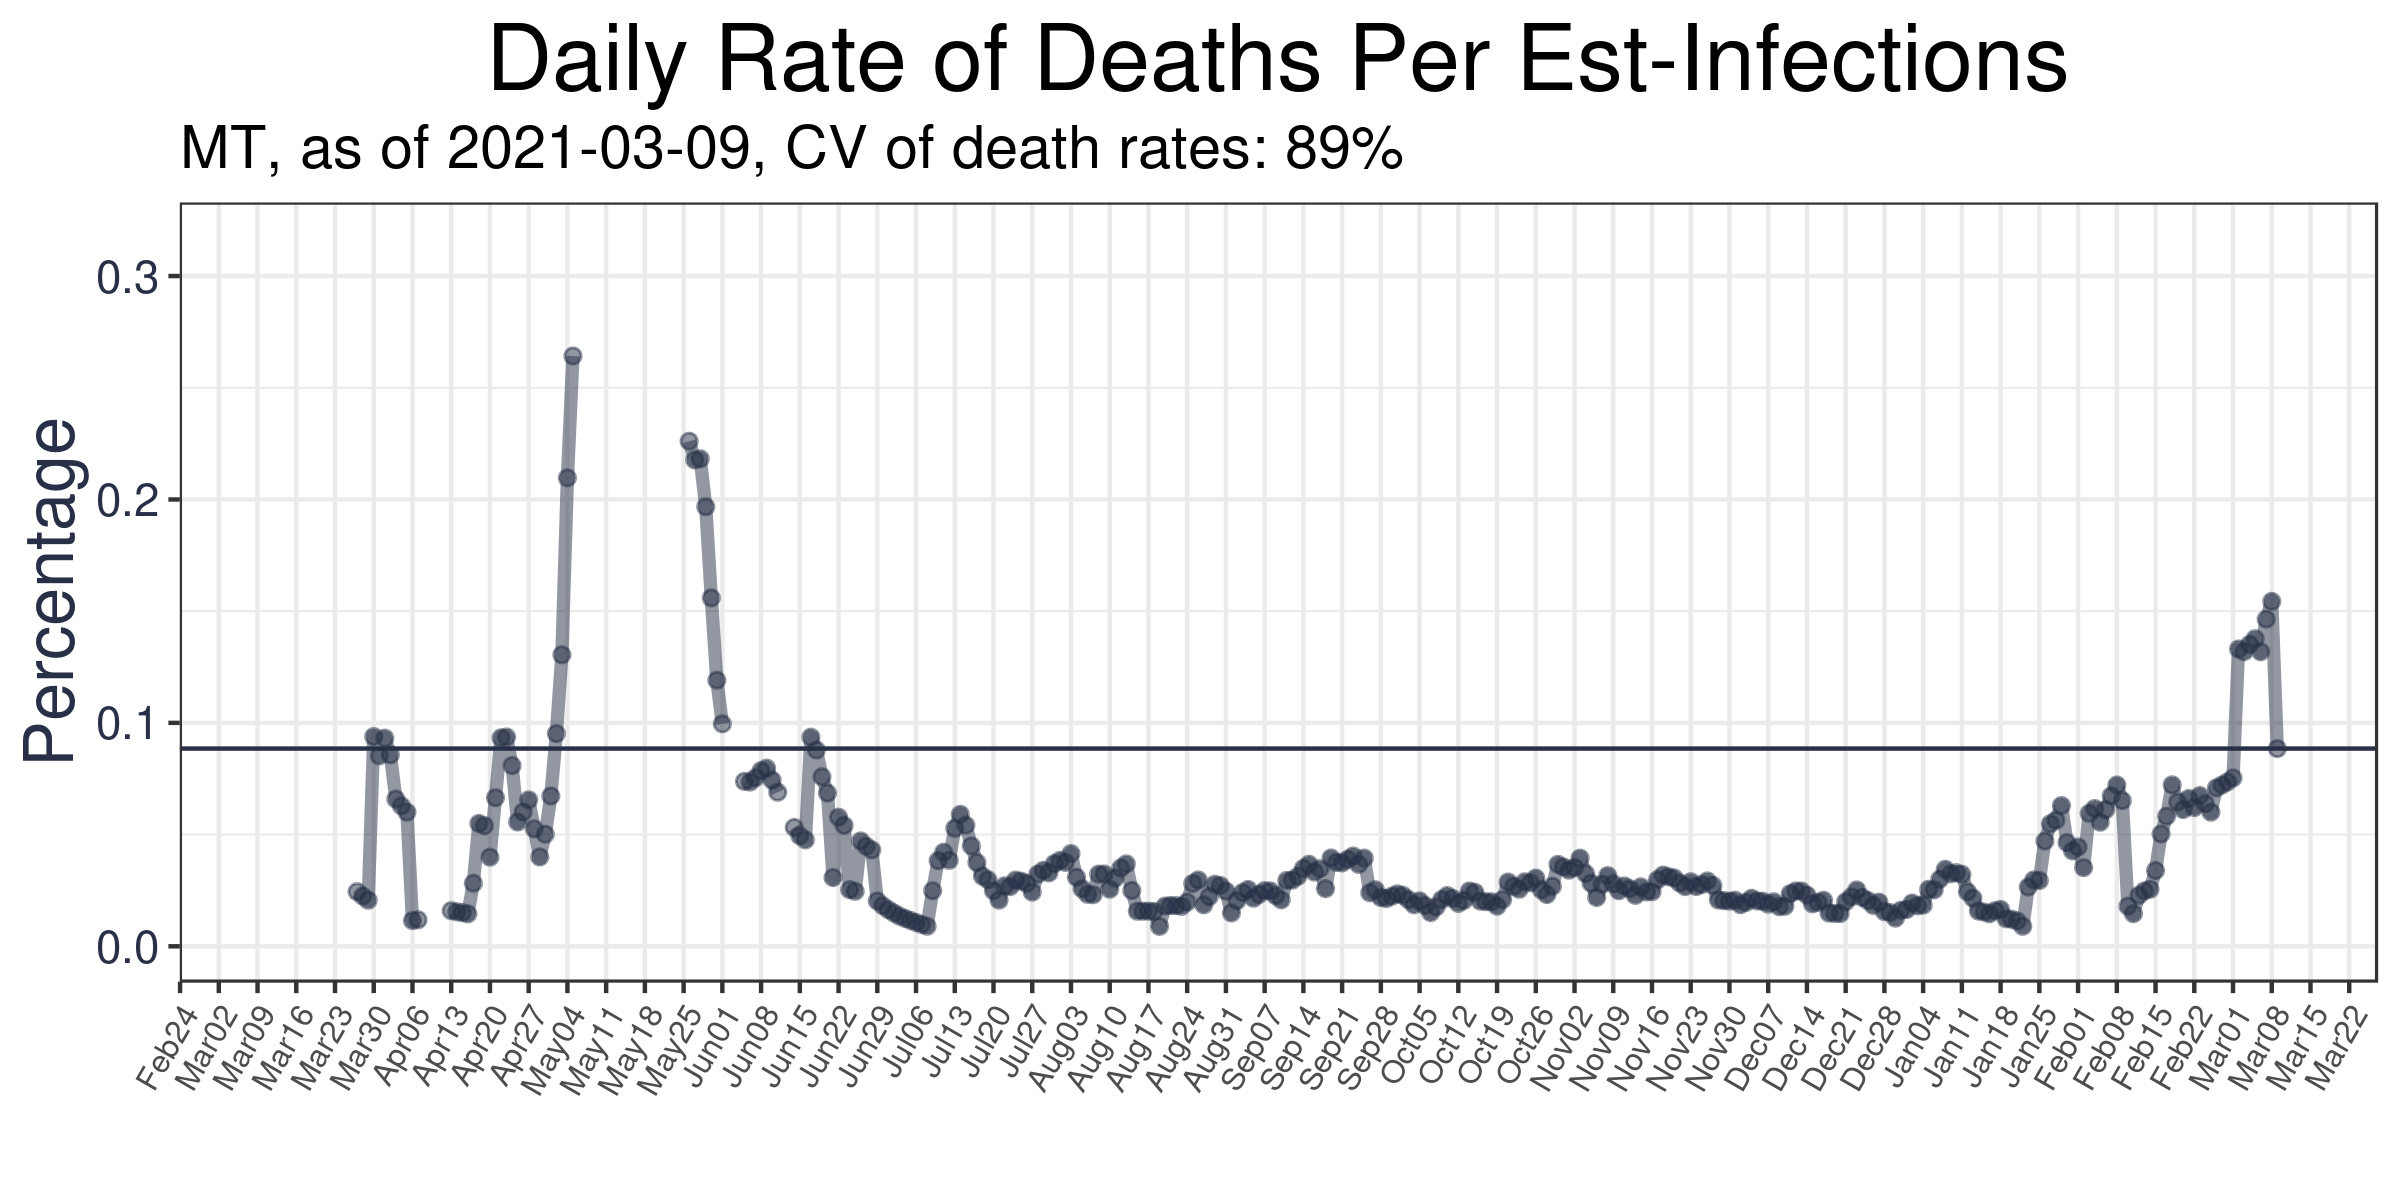 Daily Rate of Deaths Per Est-Infections
MT, as of 2021-03-09, CV of death rates: 89%
Percentage
0.3
0.2
0.1
0.0
Feb24
Mar02
Mar09
Mar16
Mar23
Mar30
Apr06
Apr13
Apr20
Apr27
May04
May11
May18
May25
Jun01
Jun08
Jun15
Jun22
Jun29
Jul06
Jul13
Jul20
Jul27
Aug03
Aug10
Aug17
Aug24
Aug31
Sep07
Sep14
Sep21
Sep28
Oct05
Oct12
Oct19
Oct26
Nov02
Nov09
Nov16
Nov23
Nov30
Dec07
Dec14
Dec21
Dec28
Jan04
Jan11
Jan18
Jan25
Feb01
Feb08
Feb15
Feb22
Mar01
Mar08
Mar15
Mar22